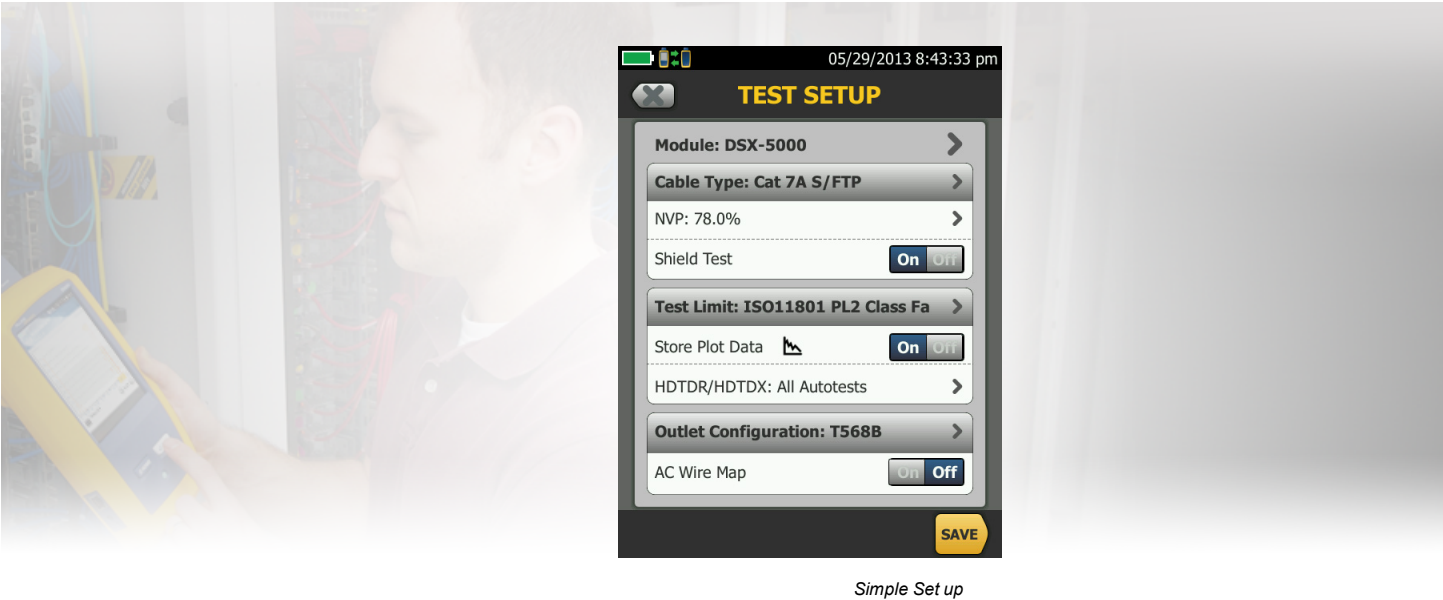 05/29/2013 8:43:33 pm
TEST SETUP
Module: DSX-5000
Cable Type: Cat 7A S/FTP
NVP: 78.0%
Shield Test On Off
Test Limit: ISO11801 PL2 Class Fa
Store Plot Data On Off
HDTDR/HDTDX: All Autotests
Outlet Configuration: T568B
AC Wire Map On Off
SAVE
Simple Set up